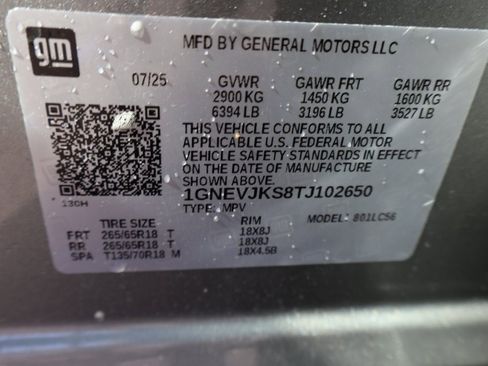 gm
MFD BY GENERAL MOTORS LLC
07/25 GVWR GAWR FRT GAWR RR
2900 KG 1450 KG 1600 KG
6394 LB 3196 LB 3527 LB
THIS VEHICLE CONFORMS TO ALL
APPLICABLE U.S. FEDERAL MOTOR
VEHICLE SAFETY STANDARDS IN EFFECT
ON THE DATE OF MANUFACTURE
SHOWN ABOVE.
1GNEVJKS8TJ102650
13CH
TYPE: MPV MODEL: 801LC56
TIRE SIZE RIM
FRT 265/65R18 T 18X8J
RR 265/65R18 T 18X8J
SPA T135/70R18 M 18X4.5B